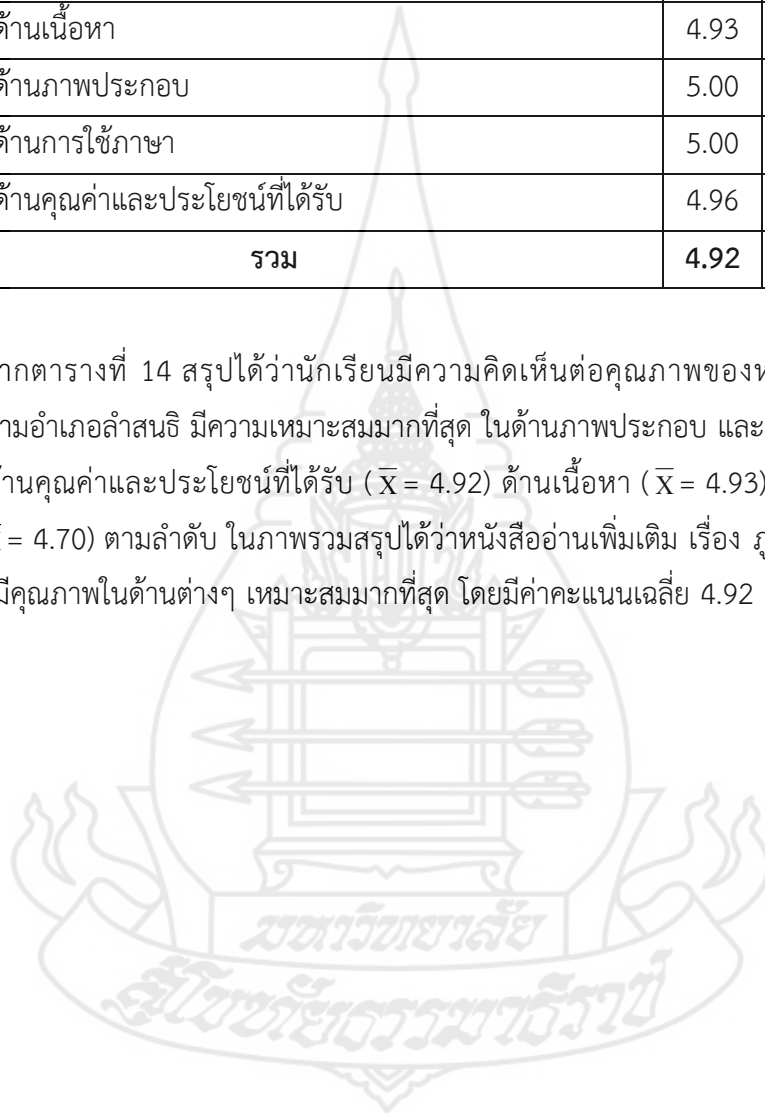 ด้านเนื้อหา 4.93
ด้านภาพประกอบ 5.00
ด้านการใช้ภาษา 5.00
ด้านคุณค่าและประโยชน์ที่ได้รับ 4.96
รวม 4.92
ากตารางที่ 14 สรุปได้ว่านักเรียนมีความคิดเห็นต่อคุณภาพของห
ามอำเภอลำสนธิ มีความเหมาะสมมากที่สุด ในด้านภาพประกอบ และ
้านคุณค่าและประโยชน์ที่ได้รับ ( X̅ = 4.92) ด้านเนื้อหา ( X̅ = 4.93)
= 4.70) ตามลำดับ ในภาพรวมสรุปได้ว่าหนังสืออ่านเพิ่มเติม เรื่อง ภู
มีคุณภาพในด้านต่างๆ เหมาะสมมากที่สุด โดยมีค่าคะแนนเฉลี่ย 4.92
มหาวิทยาลัย
สุโขทัยธรรมาธิราช